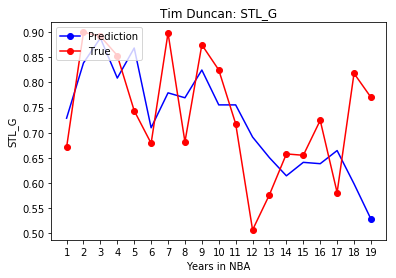 Tim Duncan: STL_G
Prediction
True
0.90
0.85
0.80
0.75
0.70
0.65
0.60
0.55
0.50
STL_G
1 2 3 4 5 6 7 8 9 10 11 12 13 14 15 16 17 18 19
Years in NBA